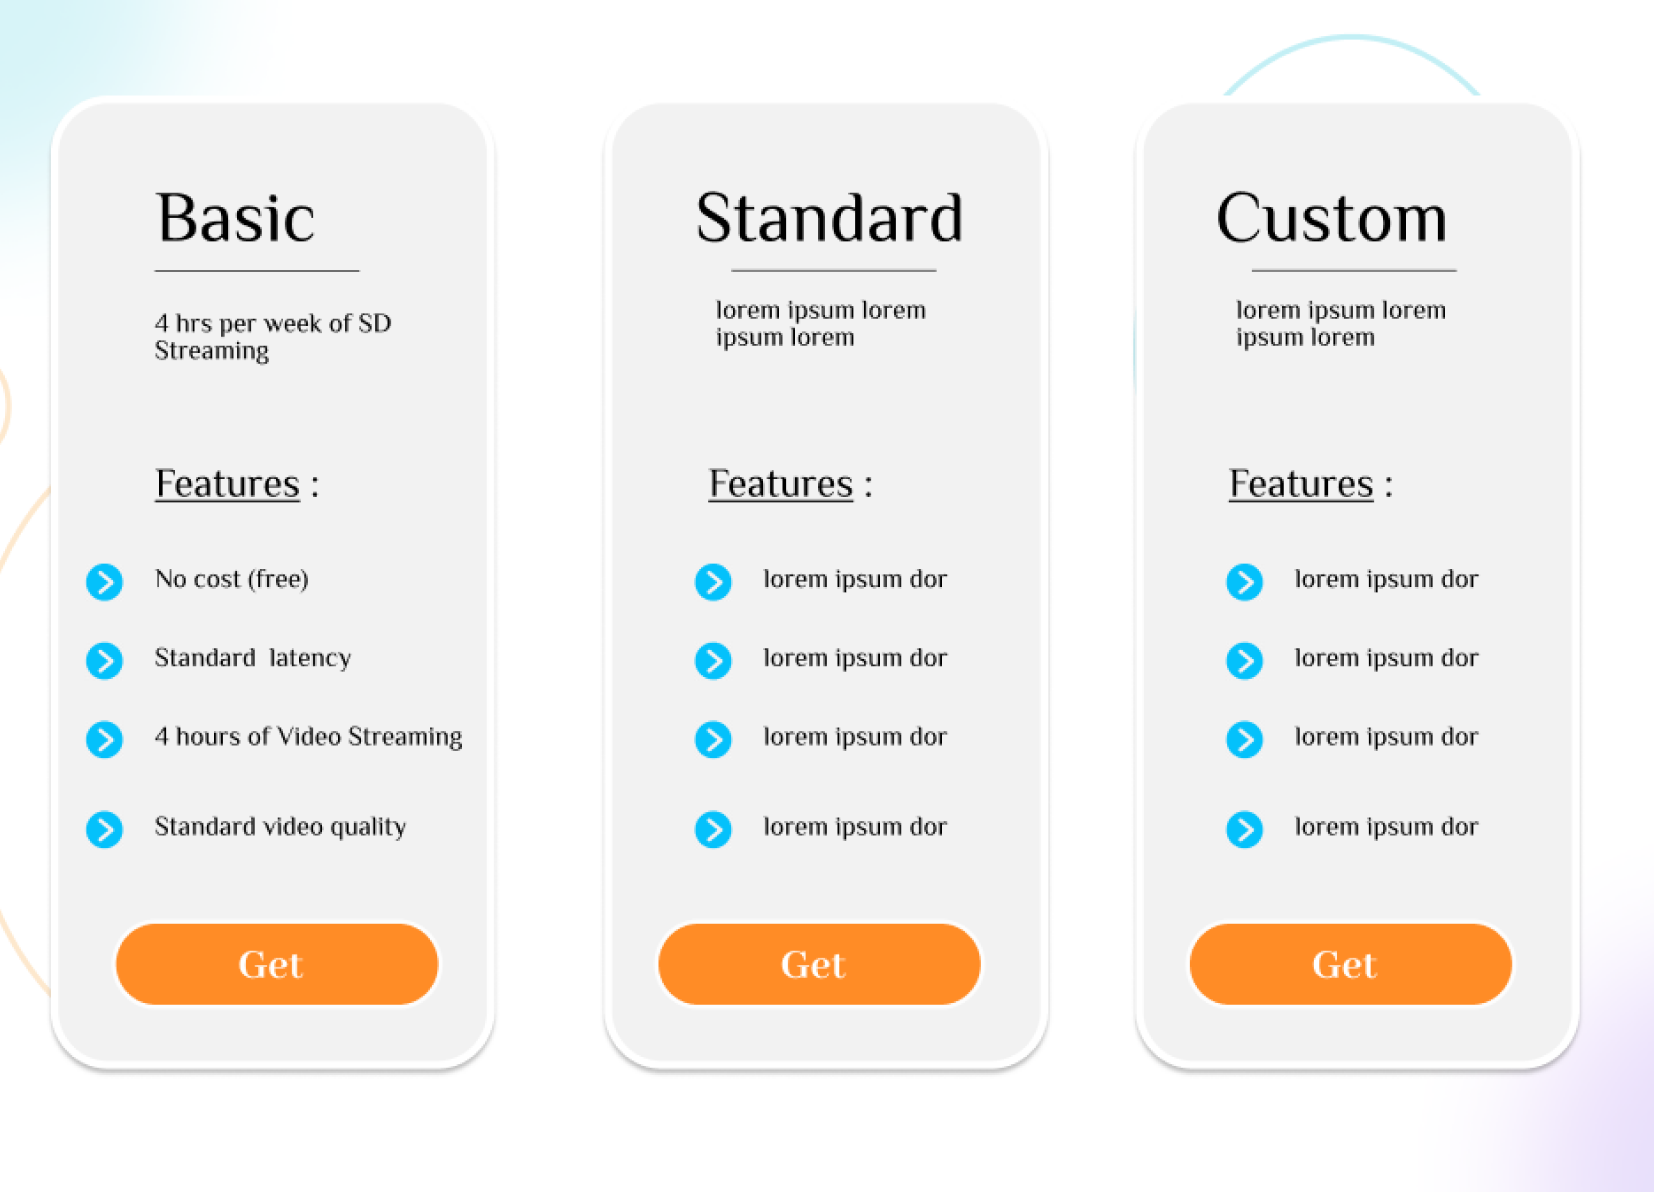 Basic
4 hrs per week of SD
Streaming
Features :
No cost (free)
Standard  latency
4 hours of Video Streaming
Standard video quality
Get
Standard
lorem ipsum lorem
ipsum lorem
Features :
lorem ipsum dor
lorem ipsum dor
lorem ipsum dor
lorem ipsum dor
Get
Custom
lorem ipsum lorem
ipsum lorem
Features :
lorem ipsum dor
lorem ipsum dor
lorem ipsum dor
lorem ipsum dor
Get